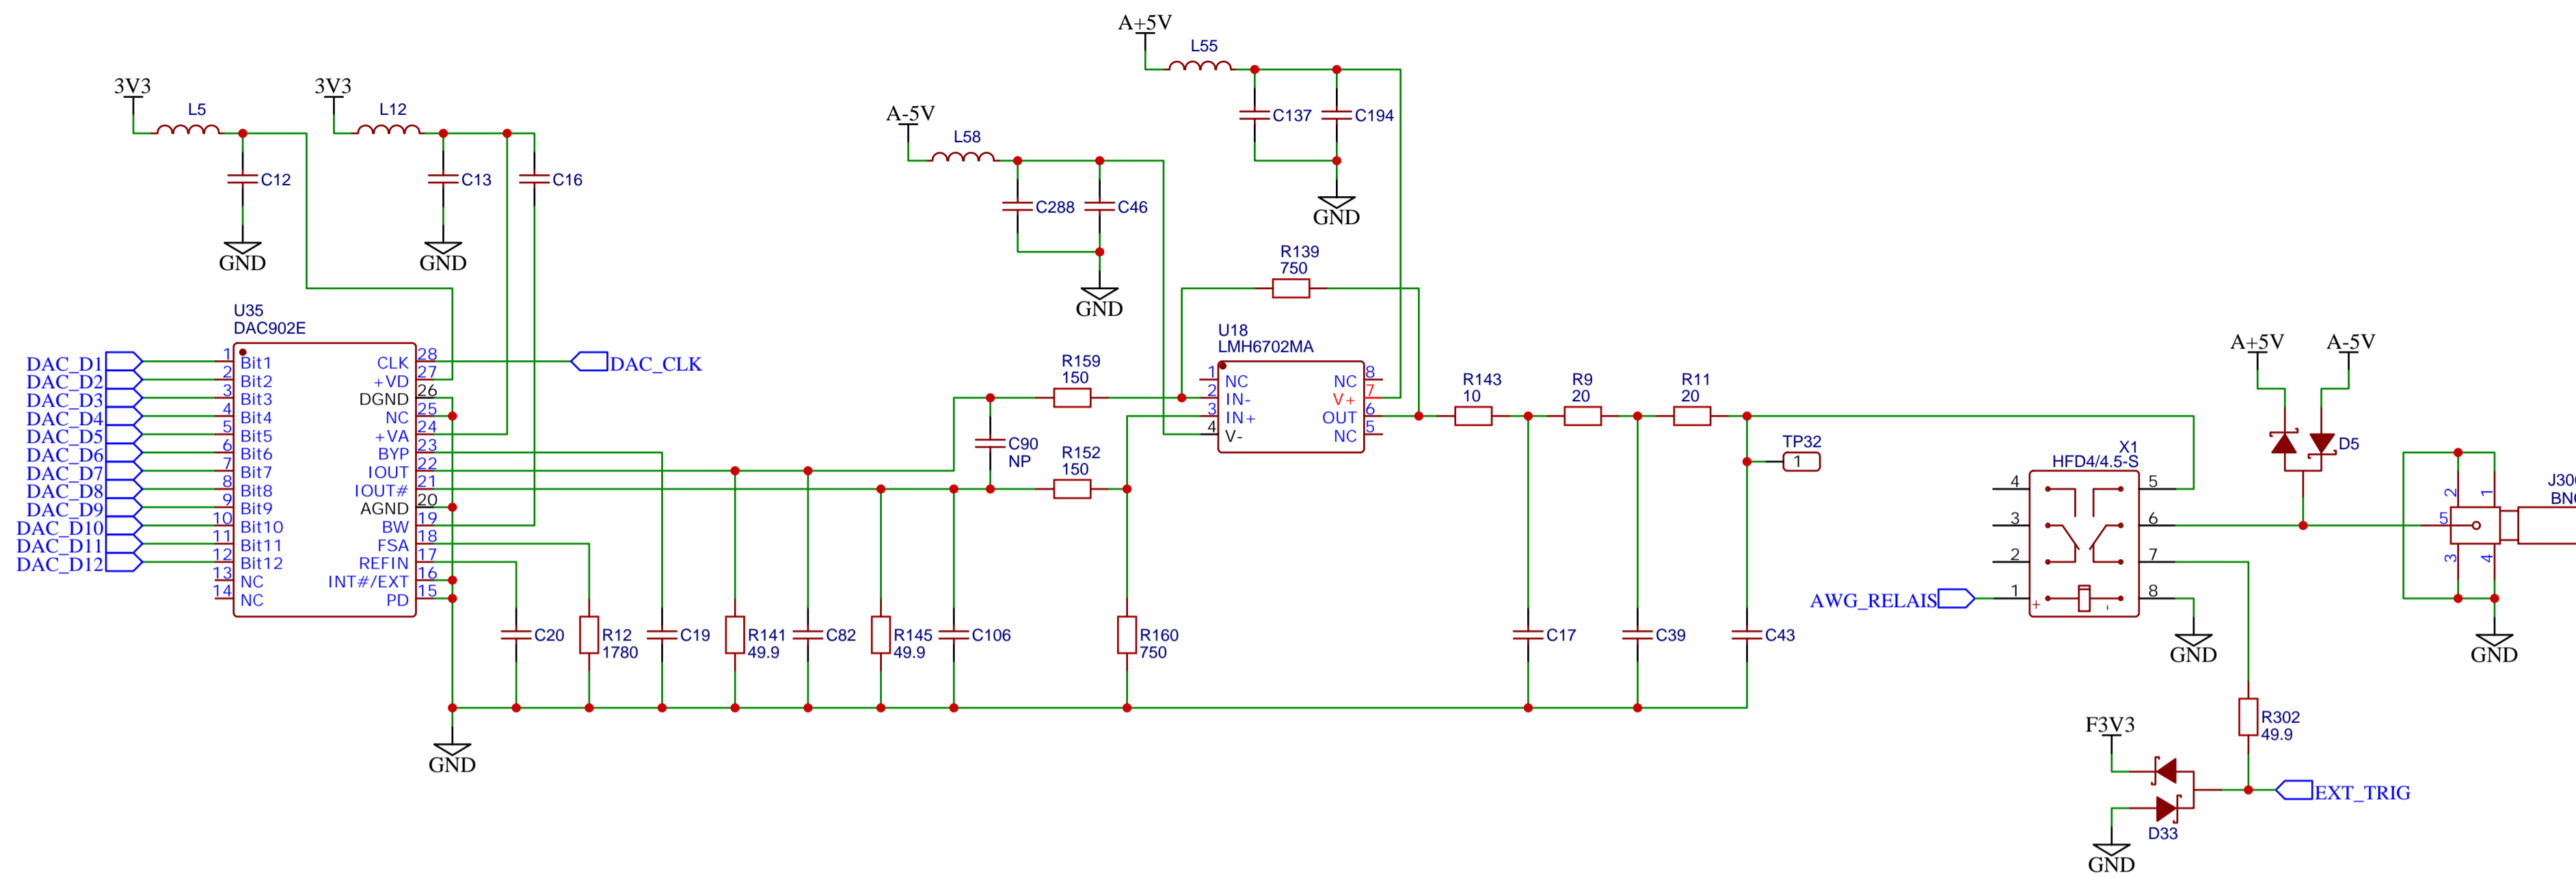 A+5V
L55
3V3
L5
3V3
L12
A-5V
L58
C137
C194
C12
C13
C16
C288
C46
GND
GND
GND
GND
R139
750
U35
DAC902E
DAC_D1
DAC_D2
DAC_D3
DAC_D4
DAC_D5
DAC_D6
DAC_D7
DAC_D8
DAC_D9
DAC_D10
DAC_D11
DAC_D12
1 Bit1
2 Bit2
3 Bit3
4 Bit4
5 Bit5
6 Bit6
7 Bit7
8 Bit8
9 Bit9
10 Bit10
11 Bit11
12 Bit12
13 NC
14 NC
CLK 28
+VD 27
DGND 26
NC 25
+VA 24
BYP 23
IOUT 22
IOUT# 21
AGND 20
BW 19
FSA 18
REFIN 17
INT#/EXT 16
PD 15
DAC_CLK
R159
150
C90
NP
R152
150
U18
LMH6702MA
1 NC
2 IN-
3 IN+
4 V-
NC 8
V+ 7
OUT 6
NC 5
R143
10
R9
20
R11
20
TP32
1
C20
R12
1780
C19
R141
49.9
C82
R145
49.9
C106
R160
750
C17
C39
C43
GND
X1
HFD4/4.5-S
4
3
2
1
+
-
5
6
7
8
AWG_RELAIS
GND
A+5V
A-5V
D5
2
1
5
3
4
BN
GND
R302
49.9
F3V3
EXT_TRIG
D33
GND